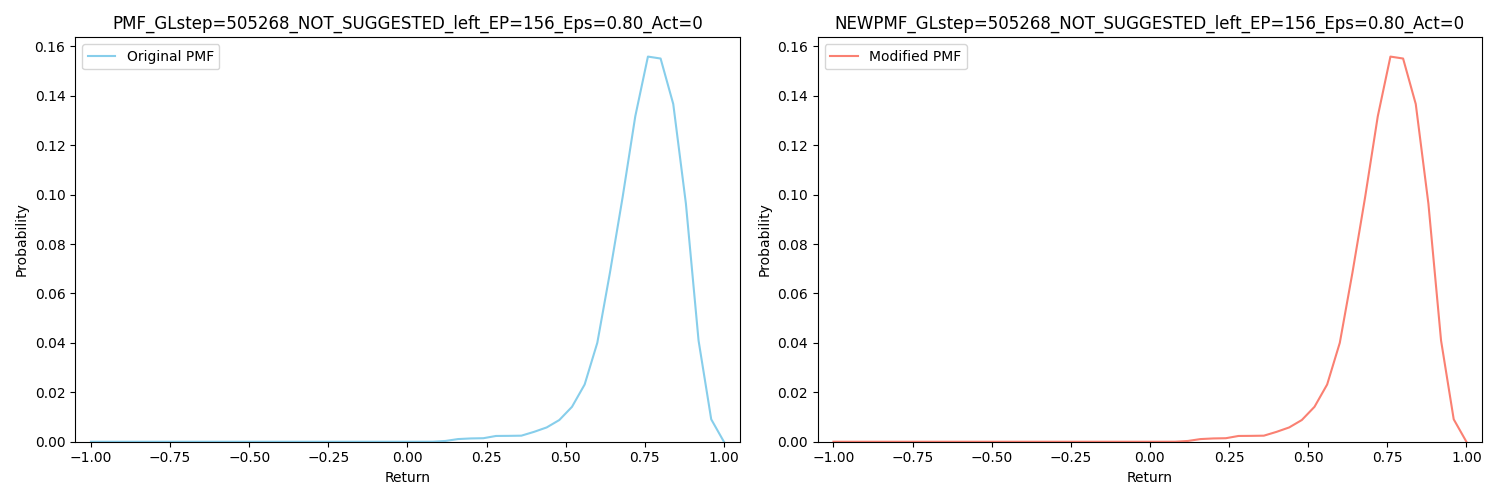 PMF_GLstep=505268_NOT_SUGGESTED_left_EP=156_Eps=0.80_Act=0
Original PMF
Probability
0.16
0.14
0.12
0.10
0.08
0.06
0.04
0.02
0.00
−1.00 −0.75 −0.50 −0.25 0.00 0.25 0.50 0.75 1.00
Return
NEWPMF_GLstep=505268_NOT_SUGGESTED_left_EP=156_Eps=0.80_Act=0
Modified PMF
Probability
0.16
0.14
0.12
0.10
0.08
0.06
0.04
0.02
0.00
−1.00 −0.75 −0.50 −0.25 0.00 0.25 0.50 0.75 1.00
Return